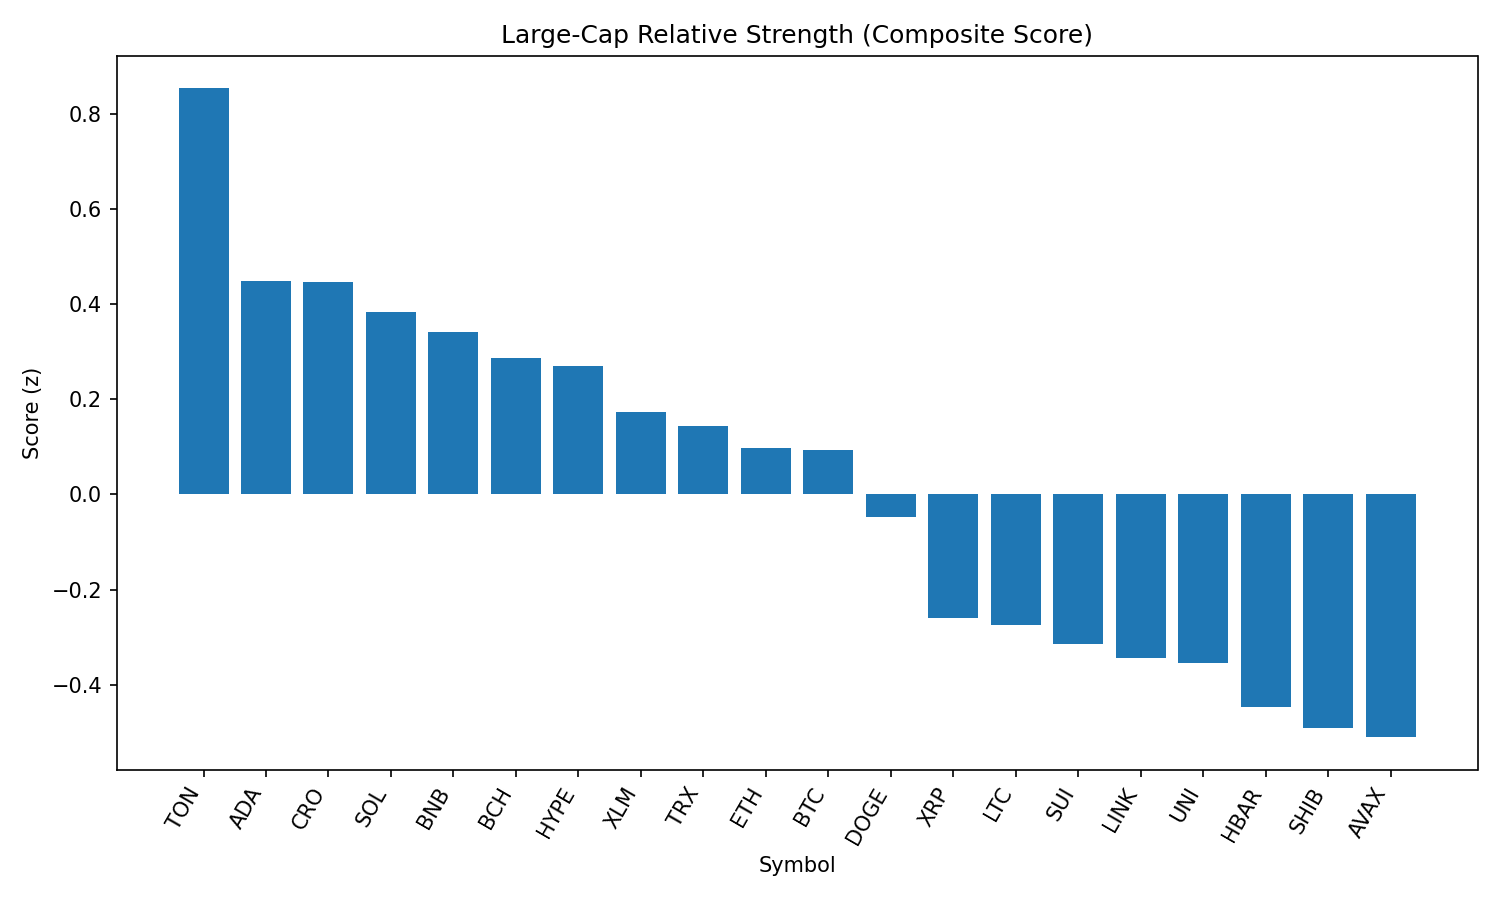 Large-Cap Relative Strength (Composite Score)
Score (z)
0.8
0.6
0.4
0.2
0.0
−0.2
−0.4
TON
ADA
CRO
SOL
BNB
BCH
HYPE
XLM
TRX
ETH
BTC
DOGE
XRP
LTC
SUI
LINK
UNI
HBAR
SHIB
AVAX
Symbol